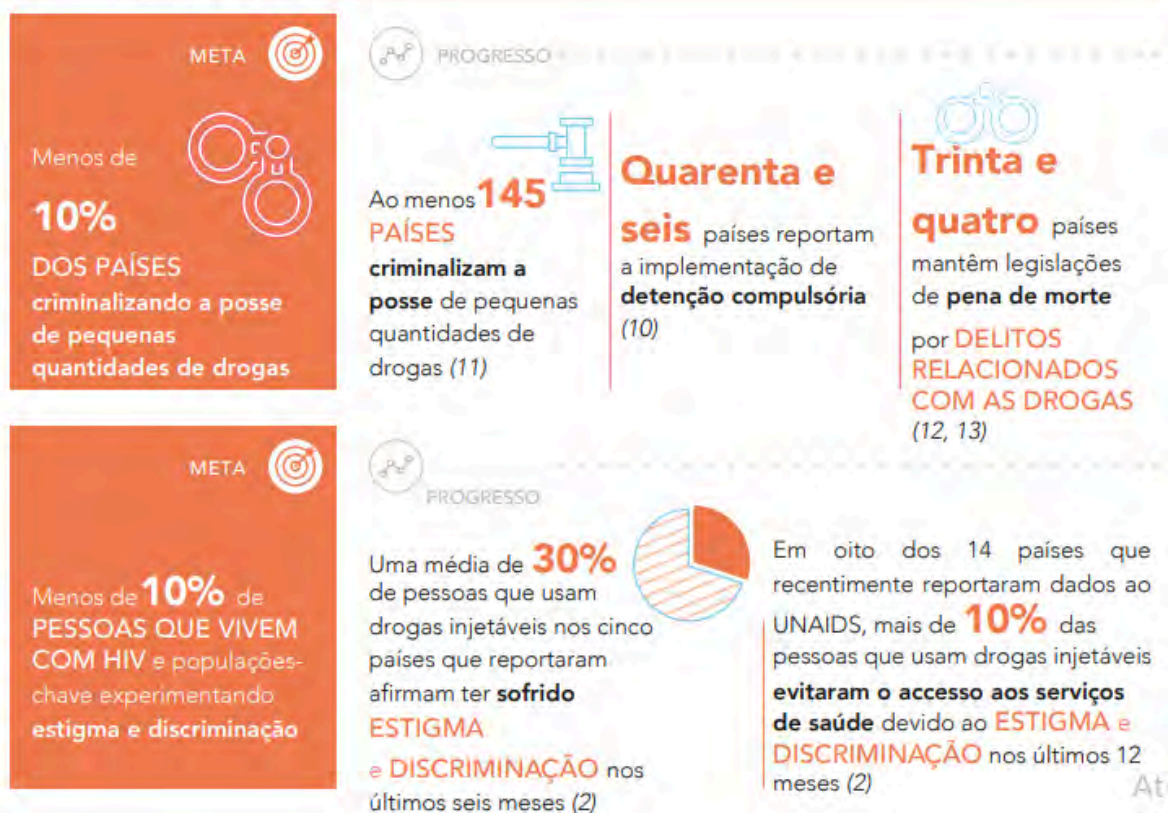 META
Menos de
10%
DOS PAÍSES
criminalizando a posse
de pequenas
quantidades de drogas
PROGRESSO
Ao menos 145
PAÍSES
criminalizam a
posse de pequenas
quantidades de
drogas (11)
Quarenta e
seis países reportam
a implementação de
detenção compulsória
(10)
Trinta e
quatro países
mantêm legislações
de pena de morte
por DELITOS
RELACIONADOS
COM AS DROGAS
(12, 13)
META
Menos de 10% de
PESSOAS QUE VIVEM
COM HIV e populações-
chave experimentando
estigma e discriminação
PROGRESSO
Uma média de 30%
de pessoas que usam
drogas injetáveis nos cinco
países que reportaram
afirmam ter sofrido
ESTIGMA
e DISCRIMINAÇÃO nos
últimos seis meses (2)
Em oito dos 14 países que
recentimente reportaram dados ao
UNAIDS, mais de 10% das
pessoas que usam drogas injetáveis
evitaram o accesso aos serviços
de saúde devido ao ESTIGMA e
DISCRIMINAÇÃO nos últimos 12
meses (2)